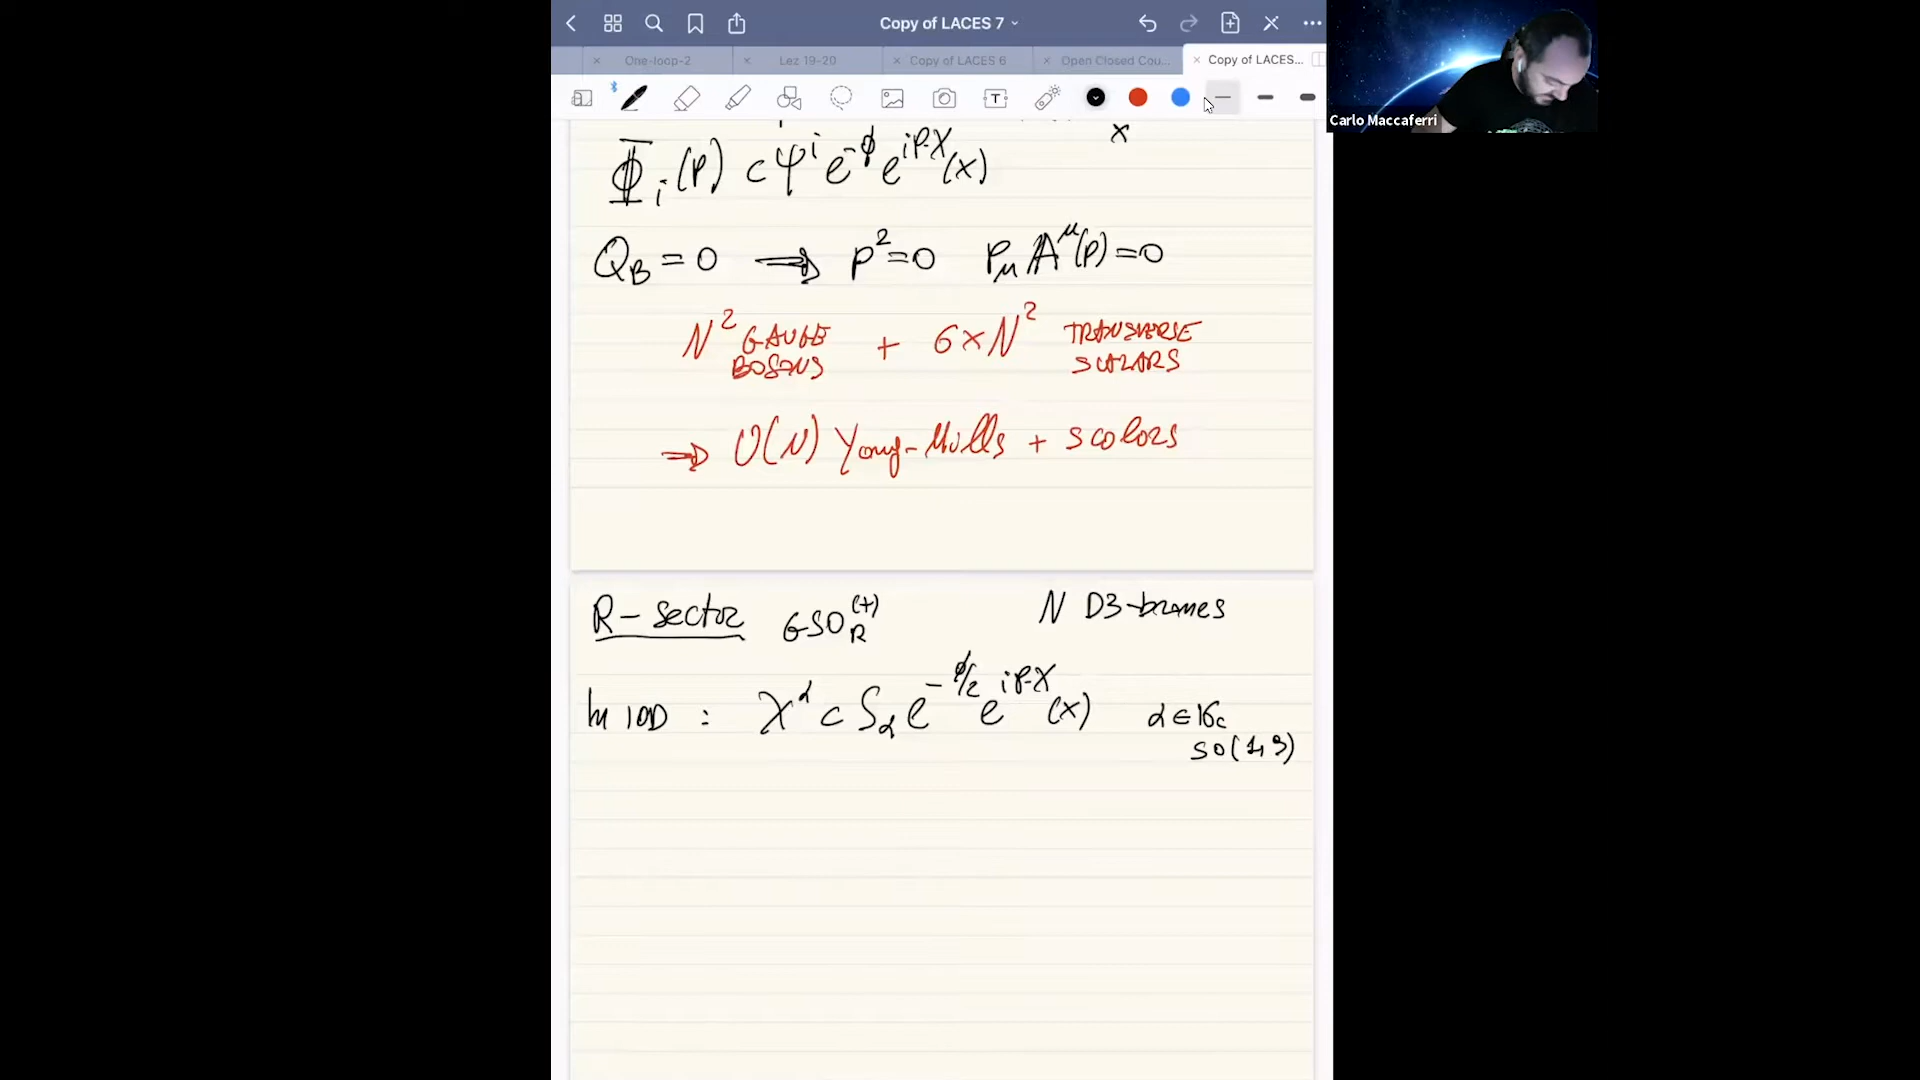 Copy of LACES 7
One-loop-2
Lez 19-20
Copy of LACES 6
Open Closed Cou...
Copy of LACES...
Carlo Maccaferri
x
Φ_i(P) c ψ^i e^{-ϕ} e^{iP·X}(x)
Q_B = 0 ⟹ P^2 = 0 P_μ A^μ(P) = 0
N^2 GAUGE BOSONS + 6×N^2 TRANSVERSE SCALARS
⇒ U(N) Yang-Mills + scalars
R-sector GSO_R^{(+)} N D3-branes
In 10D : χ^α c S_α e^{-ϕ/2} e^{iP·X}(x) α ∈ 16_c
SO(1,9)